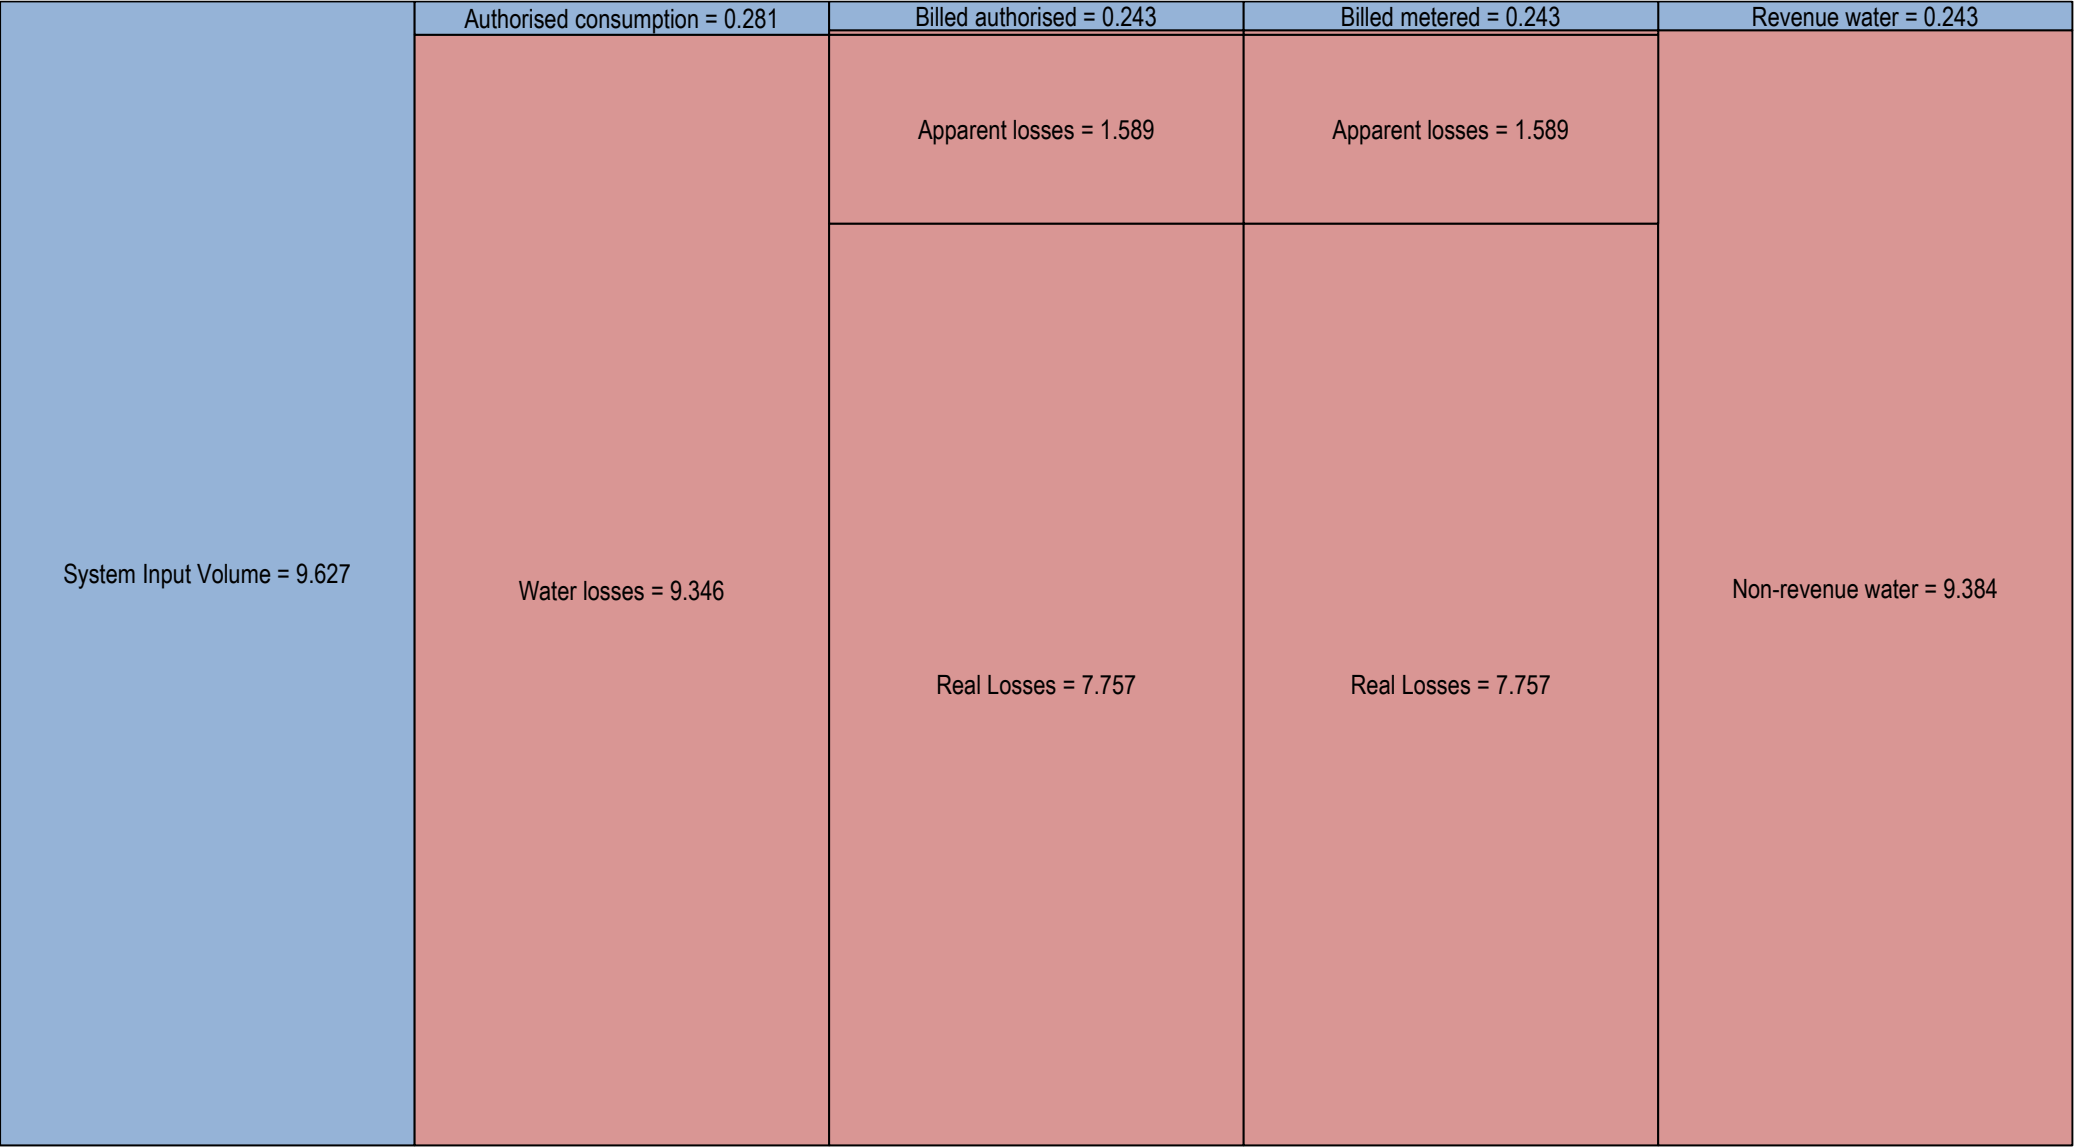 System Input Volume = 9.627
Authorised consumption = 0.281
Water losses = 9.346
Billed authorised = 0.243
Apparent losses = 1.589
Real Losses = 7.757
Billed metered = 0.243
Apparent losses = 1.589
Real Losses = 7.757
Revenue water = 0.243
Non-revenue water = 9.384